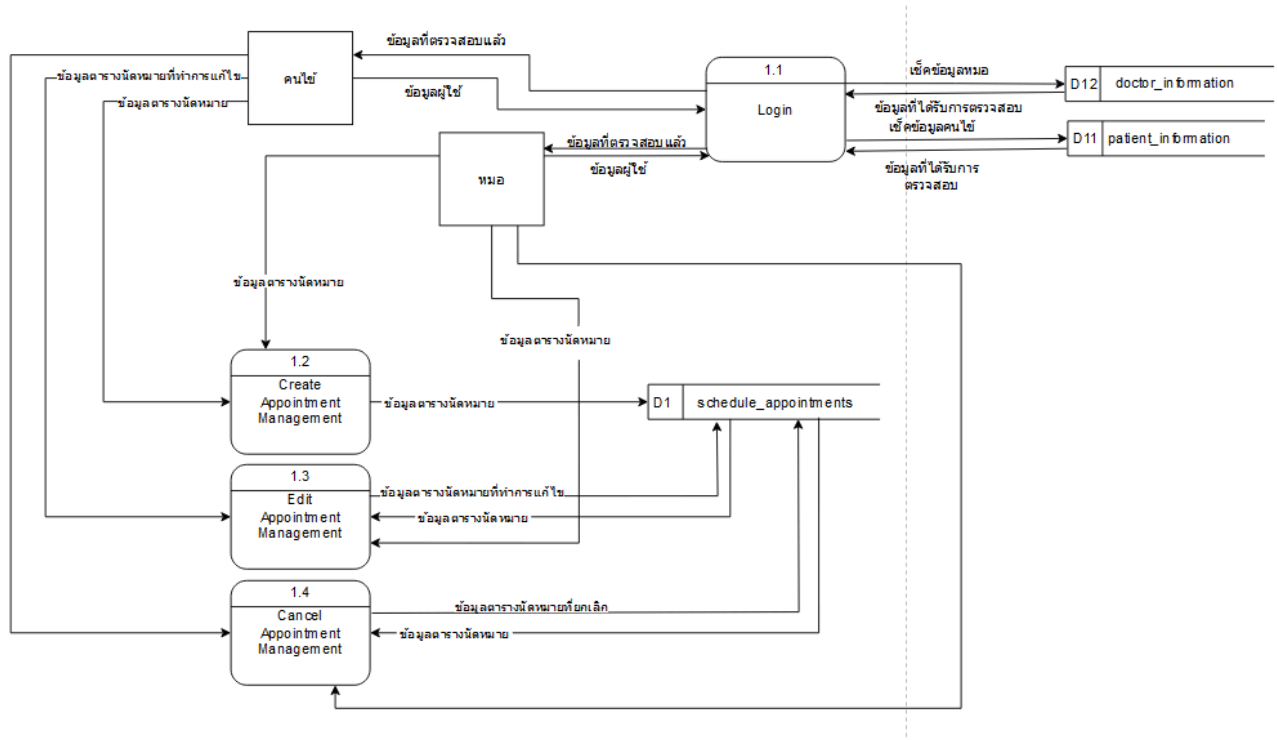 ข้อมูลที่ตรวจสอบแล้ว
คนไข้
ข้อมูลตารางนัดหมายที่ทำการแก้ไข
ข้อมูลผู้ใช้
ข้อมูลตารางนัดหมาย
1.1
Login
เช็คข้อมูลหมอ
D12 doctor_information
ข้อมูลที่ได้รับการตรวจสอบ
เช็คข้อมูลคนไข้
D11 patient_information
ข้อมูลที่ได้รับการ
ตรวจสอบ
ข้อมูลที่ตรวจสอบแล้ว
ข้อมูลผู้ใช้
หมอ
ข้อมูลตารางนัดหมาย
ข้อมูลตารางนัดหมาย
1.2
Create
Appointment
Management
ข้อมูลตารางนัดหมาย
D1 schedule_appointments
1.3
Edit
Appointment
Management
ข้อมูลตารางนัดหมายที่ทำการแก้ไข
ข้อมูลตารางนัดหมาย
1.4
Cancel
Appointment
Management
ข้อมูลตารางนัดหมายที่ยกเลิก
ข้อมูลตารางนัดหมาย